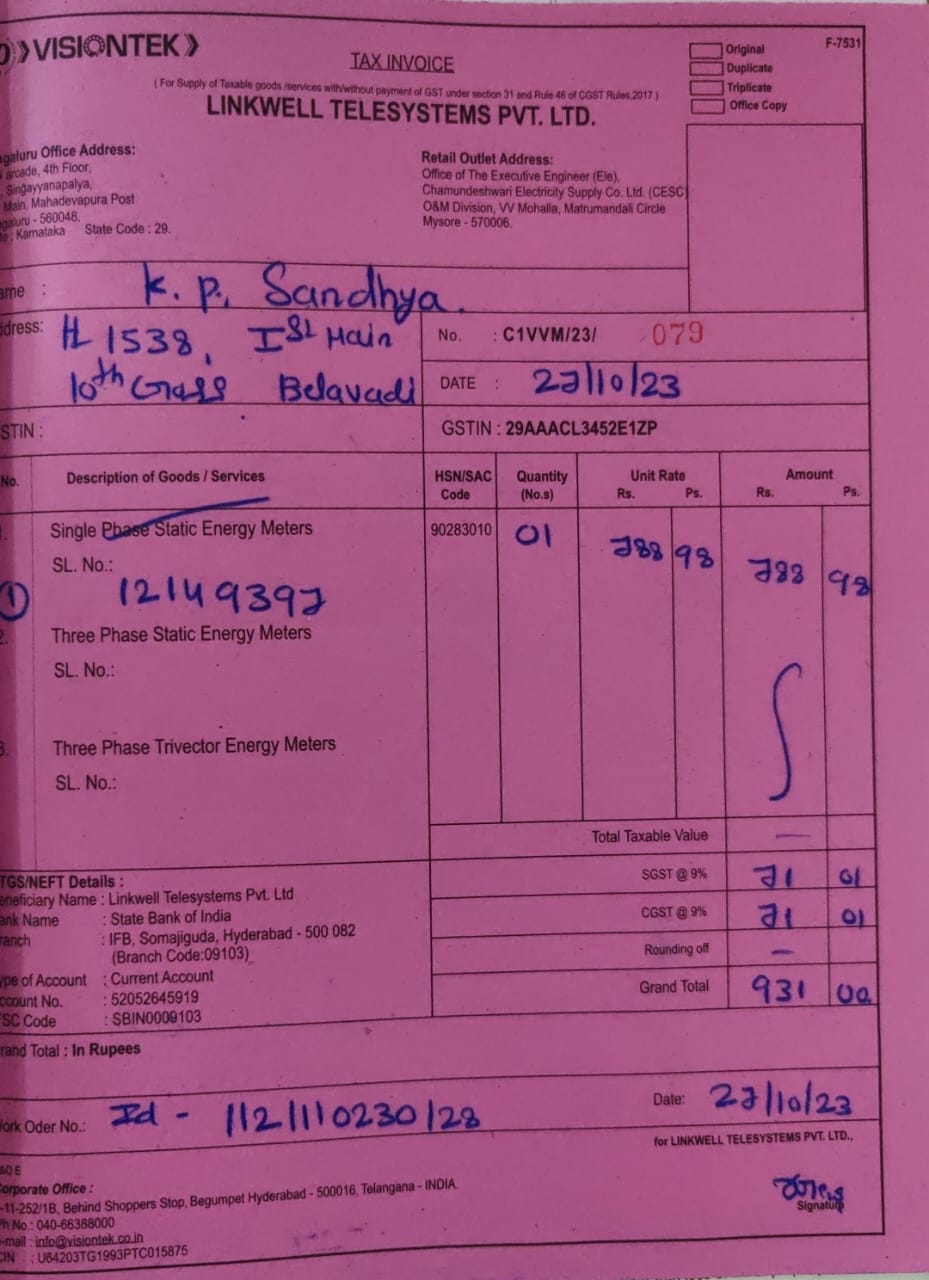 VISIONTEK
TAX INVOICE
Original
Duplicate
Triplicate
Office Copy
F-7531
( For Supply of Taxable goods /services with/without payment of GST under section 31 and Rule 46 of CGST Rules,2017 )
LINKWELL TELESYSTEMS PVT. LTD.
galuru Office Address:
arcade, 4th Floor,
Singayyanapalya,
Main, Mahadevapura Post
galuru - 560048.
te : Karnataka State Code : 29.
Retail Outlet Address:
Office of The Executive Engineer (Ele),
Chamundeshwari Electricity Supply Co. Ltd. (CESC)
O&M Division, VV Mohalla, Matrumandali Circle
Mysore - 570006.
ame : K. P. Sandhya.
ddress: # 1538, Ist Main
10th Cross Belavadi
No. : C1VVM/23/ 079
DATE : 27/10/23
STIN :
GSTIN : 29AAACL3452E1ZP
No. Description of Goods / Services HSN/SAC Code Quantity (No.s) Unit Rate Rs. Ps. Amount Rs. Ps.
1. Single Phase Static Energy Meters 90283010 01 788 98 788 98
SL. No.:
① 12149397
2. Three Phase Static Energy Meters
SL. No.:
3. Three Phase Trivector Energy Meters
SL. No.:
Total Taxable Value —
SGST @ 9% 71 01
CGST @ 9% 71 01
Rounding off —
Grand Total 931 00
TGS/NEFT Details :
eneficiary Name : Linkwell Telesystems Pvt. Ltd
ank Name : State Bank of India
ranch : IFB, Somajiguda, Hyderabad - 500 082
(Branch Code:09103)
ype of Account : Current Account
ccount No. : 52052645919
SC Code : SBIN0009103
rand Total : In Rupees
ork Oder No.: Id - 112/110230/28
Date: 27/10/23
for LINKWELL TELESYSTEMS PVT. LTD.,
&O E
orporate Office :
-11-252/1B, Behind Shoppers Stop, Begumpet Hyderabad - 500016, Telangana - INDIA
Ph No.: 040-66388000
-mail : info@visiontek.co.in
CIN : U64203TG1993PTC015875
Signature